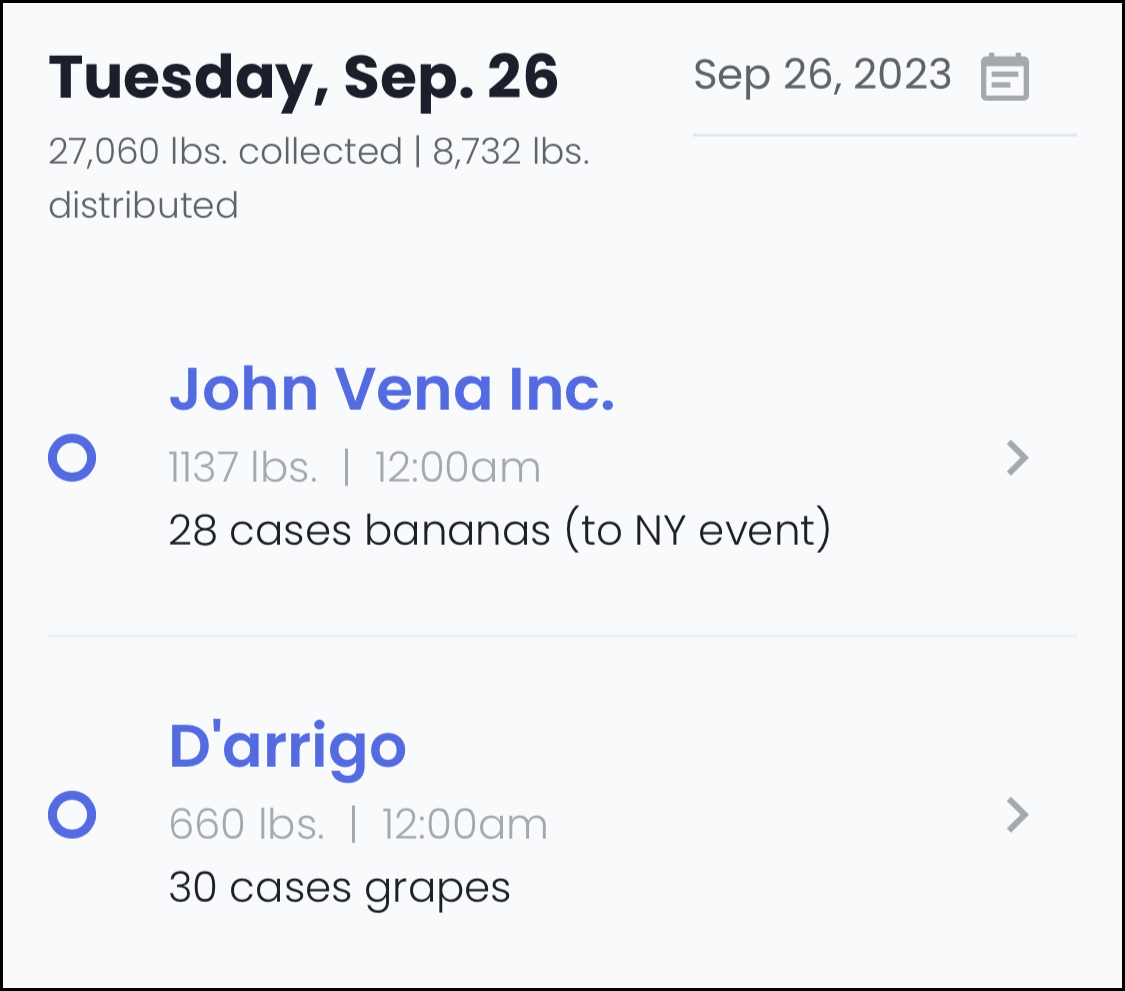 Tuesday, Sep. 26
Sep 26, 2023
27,060 lbs. collected | 8,732 lbs.
distributed
John Vena Inc.
1137 lbs. | 12:00am
28 cases bananas (to NY event)
D'arrigo
660 lbs. | 12:00am
30 cases grapes